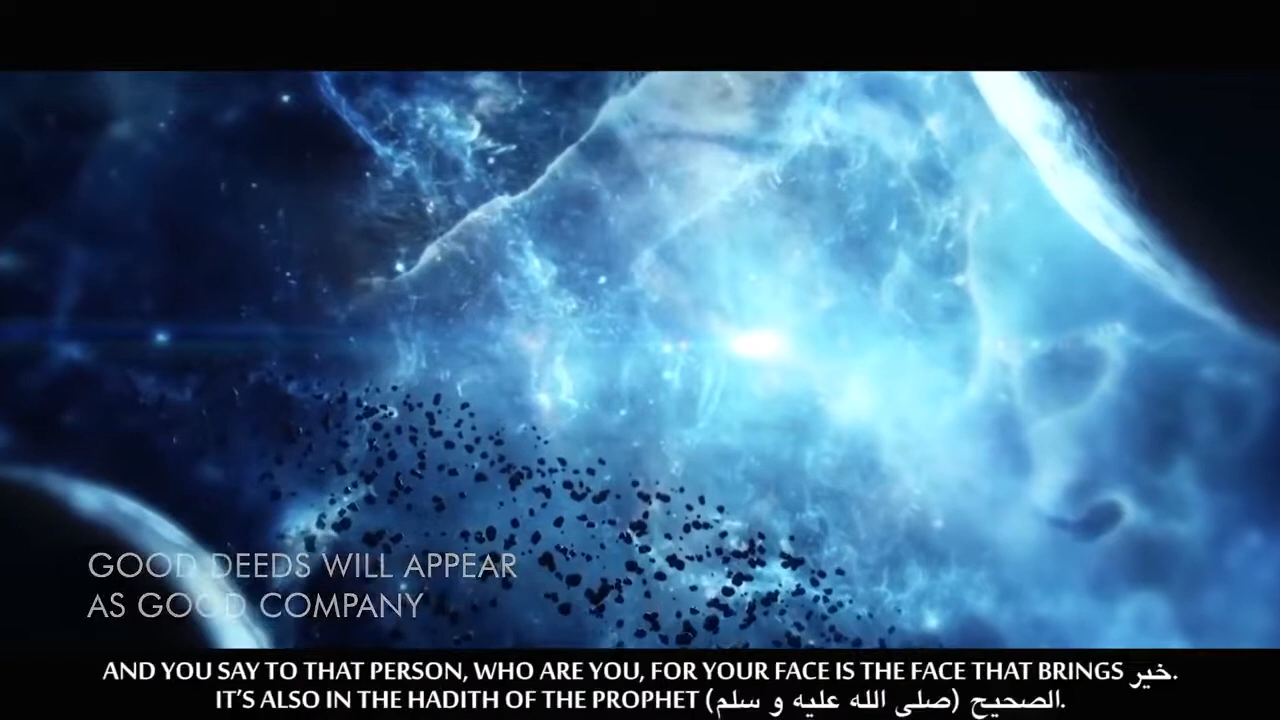 GOOD DEEDS WILL APPEAR
AS GOOD COMPANY
AND YOU SAY TO THAT PERSON, WHO ARE YOU, FOR YOUR FACE IS THE FACE THAT BRINGS خير.
IT'S ALSO IN THE HADITH OF THE PROPHET (صلى الله عليه و سلم) الصحيح.